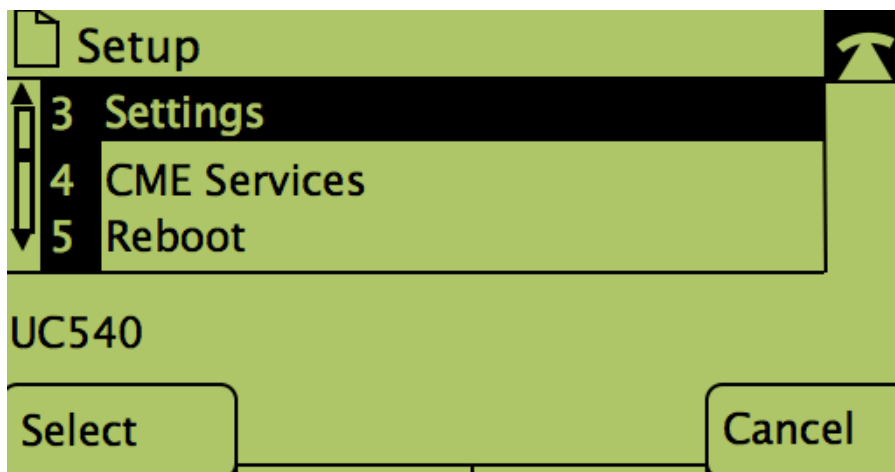 Setup
3 Settings
4 CME Services
5 Reboot
UC540
Select Cancel